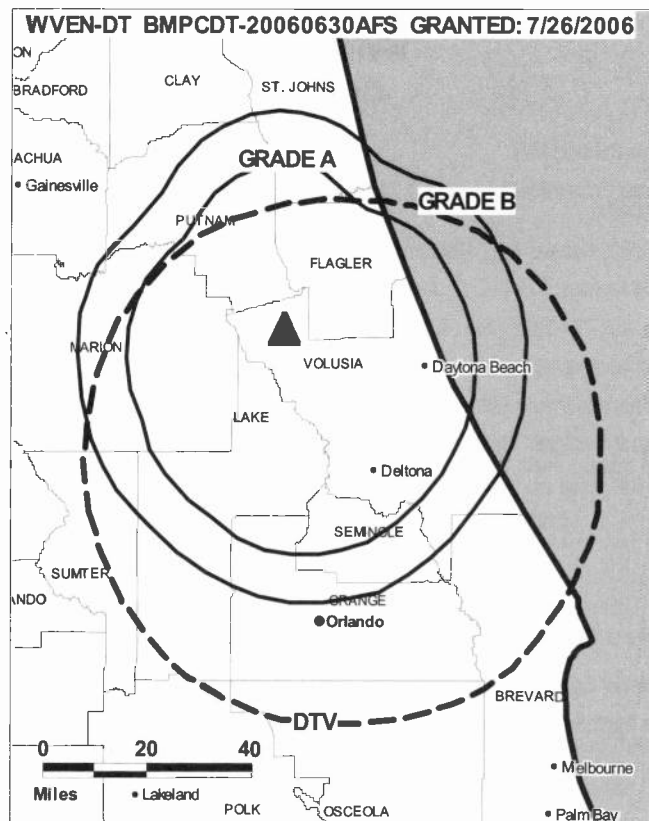 WVEN-DT BMPCDT-20060630AFS GRANTED: 7/26/2006
ON
CLAY
BRADFORD
ST. JOHNS
ACHUA
GRADE A
Gainesville
GRADE B
PUTNAM
FLAGLER
MARION
VOLUSIA
Daytona Beach
LAKE
Deltona
SEMINOLE
SUMTER
ANDO
ORANGE
Orlando
BREVARD
DTV
0 20 40
Miles
Melbourne
Lakeland
POLK
OSCEOLA
Palm Bay